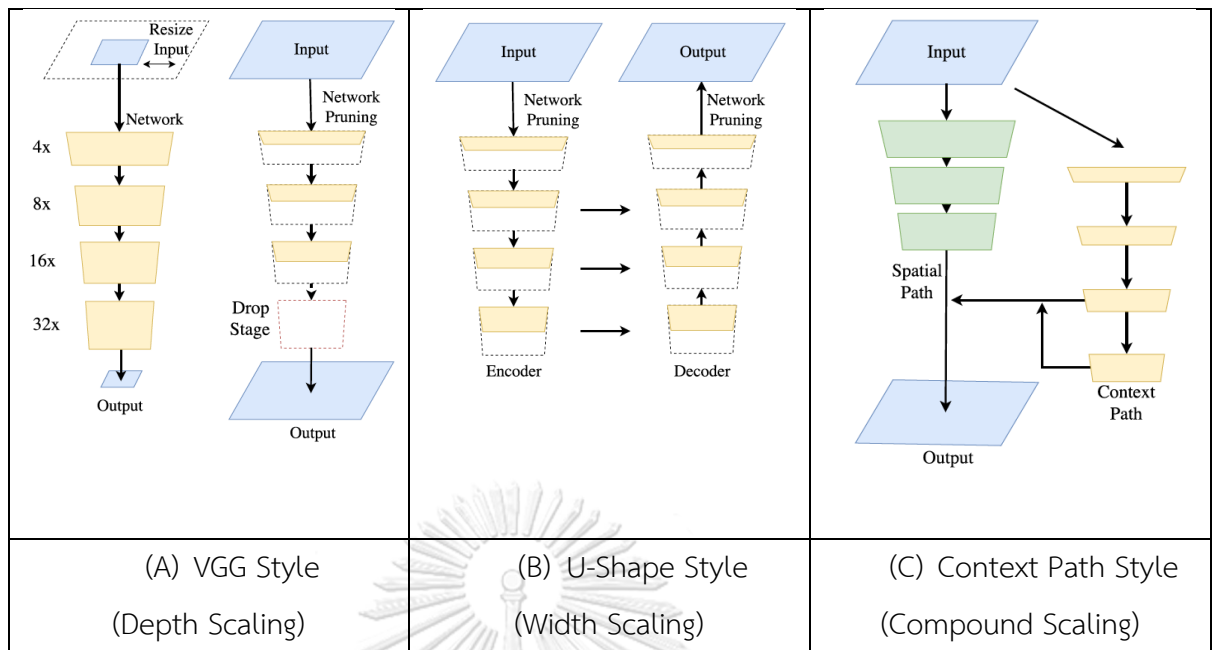 Resize
Input
Network
4x
8x
16x
32x
Output
Input
Network
Pruning
Drop
Stage
Output
Input
Network
Pruning
Encoder
Output
Network
Pruning
Decoder
Input
Spatial
Path
Context
Path
Output
(A) VGG Style
(Depth Scaling)
(B) U-Shape Style
(Width Scaling)
(C) Context Path Style
(Compound Scaling)